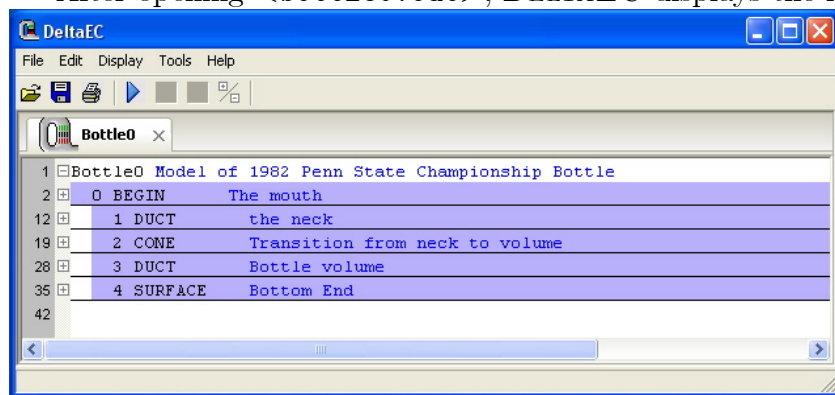 DeltaEC
File Edit Display Tools Help
Bottle0
1 Bottle0 Model of 1982 Penn State Championship Bottle
2 0 BEGIN The mouth
12 1 DUCT the neck
19 2 CONE Transition from neck to volume
28 3 DUCT Bottle volume
35 4 SURFACE Bottom End
42